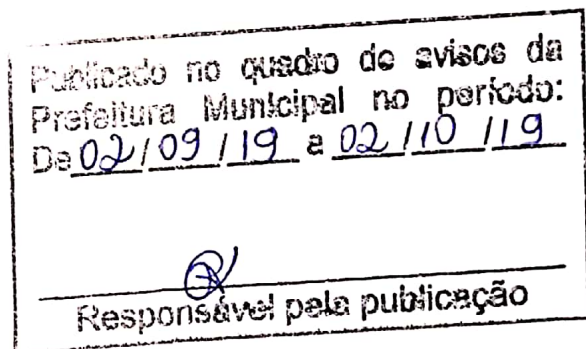 Publicado no quadro de avisos da
Prefeitura Municipal no período:
De 02/09/19 a 02/10/19
Responsável pela publicação